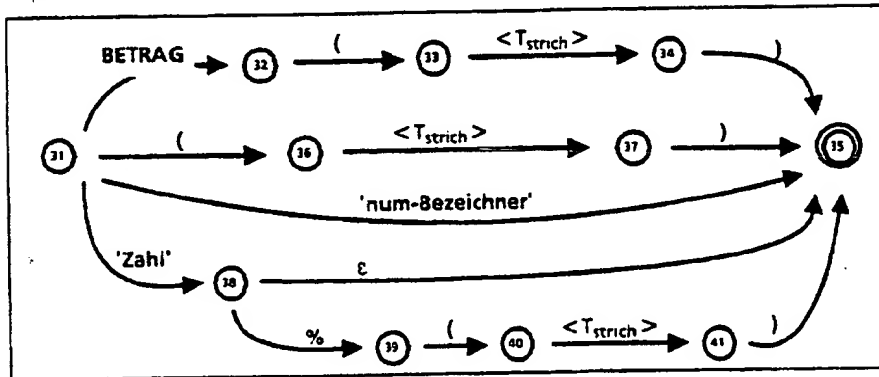 BETRAG 32 ( 33 <Tstrich> 34 )
31 ( 36 <Tstrich> 37 ) 35
'num-Bezeichner'
'Zahl' 38 ε
% 39 ( 40 <Tstrich> 41 )